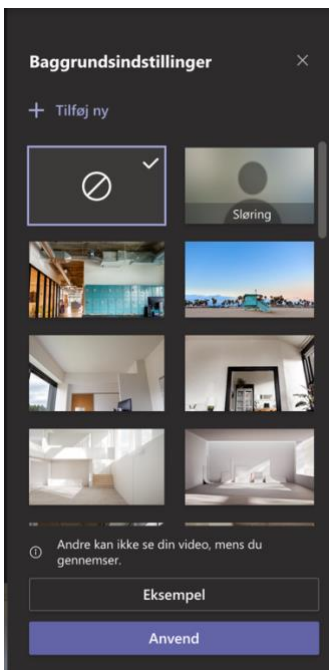 Baggrundsindstillinger
Tilføj ny
Sløring
Andre kan ikke se din video, mens du
gennemser.
Eksempel
Anvend